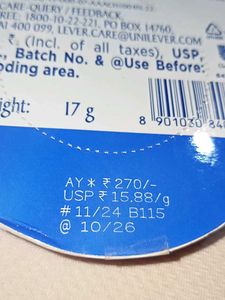 CARE-QUERY / FEEDBACK,
FREE: 1800-10-22-221, PO BOX 14760,
AI 400 099, LEVER.CARE@UNILEVER.COM
₹ (Incl. of all taxes), USP,
Batch No. & @Use Before:
oding area.
ght: 17 g
8 901030 84
AY* ₹270/-
USP ₹15.88/g
# 11/24 B115
@ 10/26